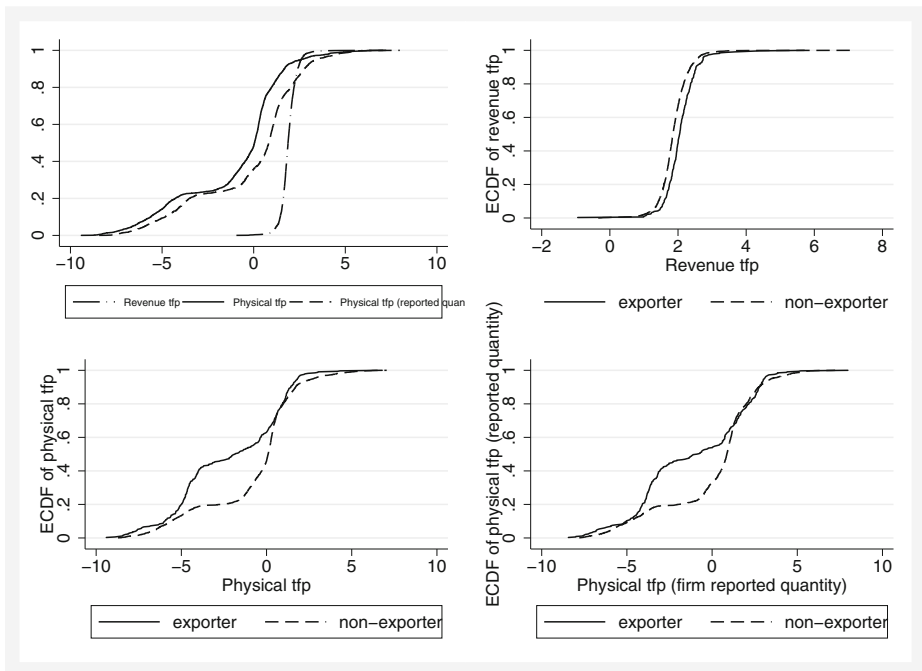 0 .2 .4 .6 .8 1
−10 −5 0 5 10
Revenue tfp Physical tfp Physical tfp (reported quan
ECDF of revenue tfp
0 .2 .4 .6 .8 1
−2 0 2 4 6 8
Revenue tfp
exporter non−exporter
ECDF of physical tfp
0 .2 .4 .6 .8 1
−10 −5 0 5 10
Physical tfp
exporter non−exporter
ECDF of physical tfp (reported quantity)
0 .2 .4 .6 .8 1
−10 −5 0 5 10
Physical tfp (firm reported quantity)
exporter non−exporter